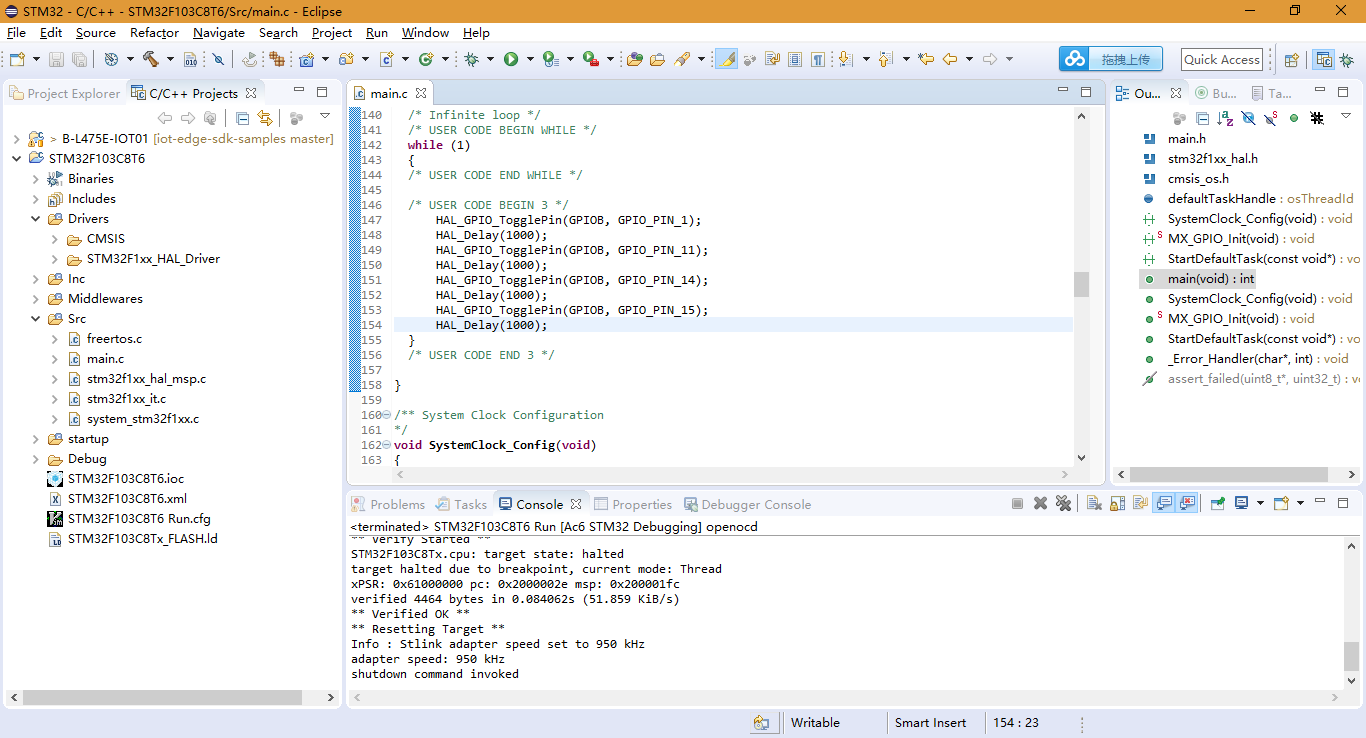 STM32 - C/C++ - STM32F103C8T6/Src/main.c - Eclipse
File Edit Source Refactor Navigate Search Project Run Window Help
拖拽上传
Quick Access
Project Explorer
C/C++ Projects
> B-L475E-IOT01 [iot-edge-sdk-samples master]
STM32F103C8T6
Binaries
Includes
Drivers
CMSIS
STM32F1xx_HAL_Driver
Inc
Middlewares
Src
freertos.c
main.c
stm32f1xx_hal_msp.c
stm32f1xx_it.c
system_stm32f1xx.c
startup
Debug
STM32F103C8T6.ioc
STM32F103C8T6.xml
STM32F103C8T6 Run.cfg
STM32F103C8Tx_FLASH.ld
main.c
140 /* Infinite loop */
141 /* USER CODE BEGIN WHILE */
142 while (1)
143 {
144 /* USER CODE END WHILE */
145
146 /* USER CODE BEGIN 3 */
147 HAL_GPIO_TogglePin(GPIOB, GPIO_PIN_1);
148 HAL_Delay(1000);
149 HAL_GPIO_TogglePin(GPIOB, GPIO_PIN_11);
150 HAL_Delay(1000);
151 HAL_GPIO_TogglePin(GPIOB, GPIO_PIN_14);
152 HAL_Delay(1000);
153 HAL_GPIO_TogglePin(GPIOB, GPIO_PIN_15);
154 HAL_Delay(1000);
155 }
156 /* USER CODE END 3 */
157
158 }
159
160 /** System Clock Configuration
161 */
162 void SystemClock_Config(void)
163 {
Ou...
Bu...
Ta...
main.h
stm32f1xx_hal.h
cmsis_os.h
defaultTaskHandle : osThreadId
SystemClock_Config(void) : void
MX_GPIO_Init(void) : void
StartDefaultTask(const void*) : vo
main(void) : int
SystemClock_Config(void) : void
MX_GPIO_Init(void) : void
StartDefaultTask(const void*) : vo
_Error_Handler(char*, int) : void
assert_failed(uint8_t*, uint32_t) : v
Problems
Tasks
Console
Properties
Debugger Console
<terminated> STM32F103C8T6 Run [Ac6 STM32 Debugging] openocd
** Verify Started **
STM32F103C8Tx.cpu: target state: halted
target halted due to breakpoint, current mode: Thread
xPSR: 0x61000000 pc: 0x2000002e msp: 0x200001fc
verified 4464 bytes in 0.084062s (51.859 KiB/s)
** Verified OK **
** Resetting Target **
Info : Stlink adapter speed set to 950 kHz
adapter speed: 950 kHz
shutdown command invoked
Writable
Smart Insert
154 : 23